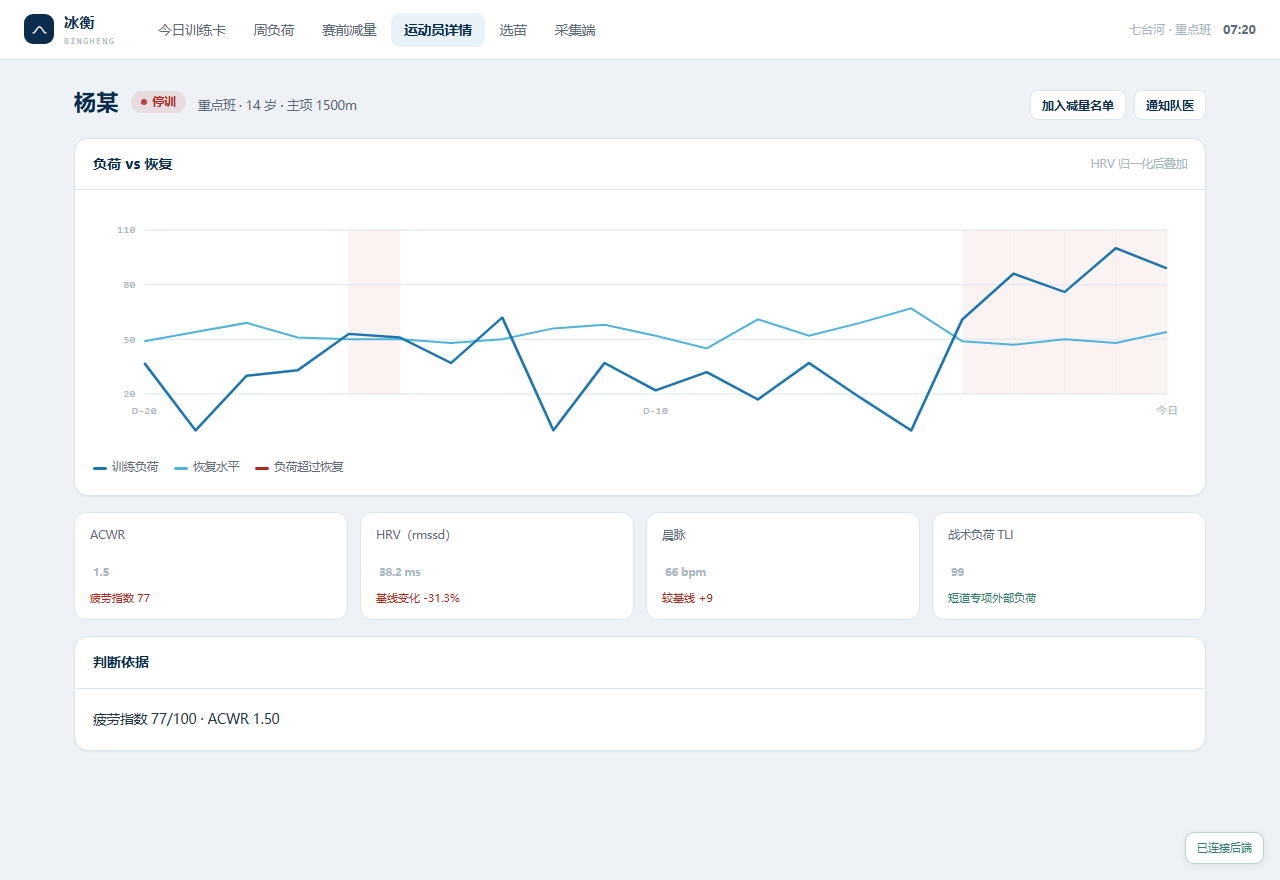 冰衡
BINGHENG
今日训练卡 周负荷 赛前减量 运动员详情 选苗 采集端
七台河 · 重点班 07:20
杨某 停训 重点班 · 14 岁 · 主项 1500m
加入减量名单 通知队医
负荷 vs 恢复
HRV 归一化后叠加
110
80
50
20
D-20 D-10 今日
训练负荷 恢复水平 负荷超过恢复
ACWR
1.5
疲劳指数 77
HRV（rmssd）
38.2 ms
基线变化 -31.3%
晨脉
66 bpm
较基线 +9
战术负荷 TLI
99
短道专项外部负荷
判断依据
疲劳指数 77/100 · ACWR 1.50
已连接后端